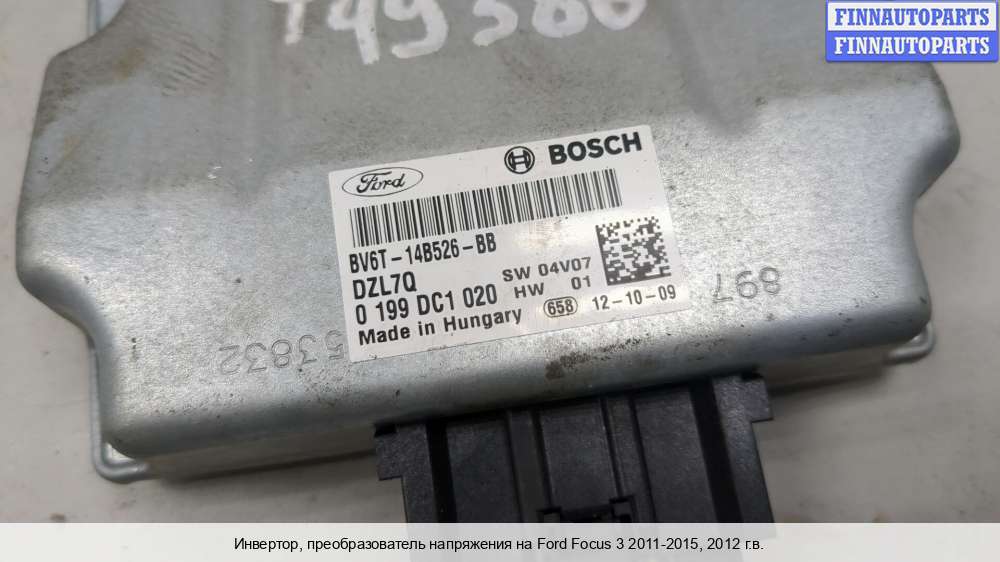 T49380
FINNAUTOPARTS
FINNAUTOPARTS
Ford
BOSCH
BV6T-14B526-BB
DZL7Q
0 199 DC1 020
SW 04V07
HW 01
Made in Hungary
658
12-10-09
897
53832
Инвертор, преобразователь напряжения на Ford Focus 3 2011-2015, 2012 г.в.